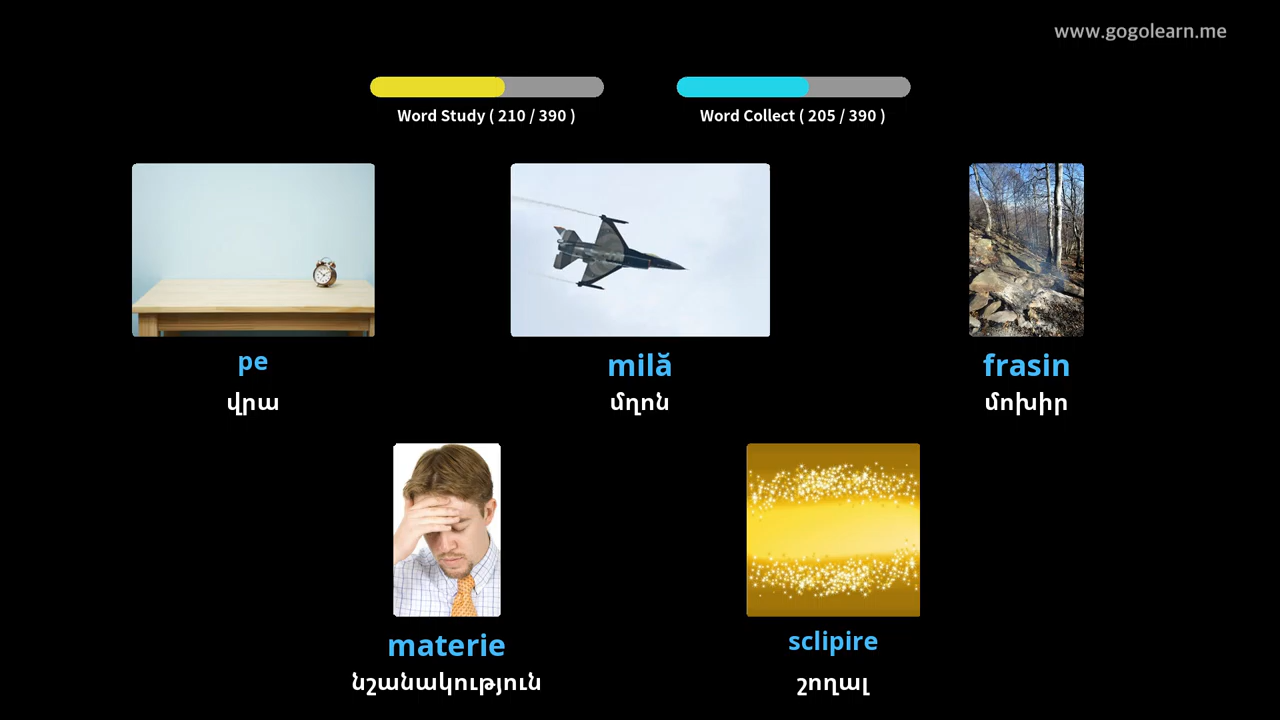 www.gogolearn.me
Word Study ( 210 / 390 )
Word Collect ( 205 / 390 )
pe
վրա
milă
մղոն
frasin
մոխիր
materie
նշանակություն
sclipire
շողալ